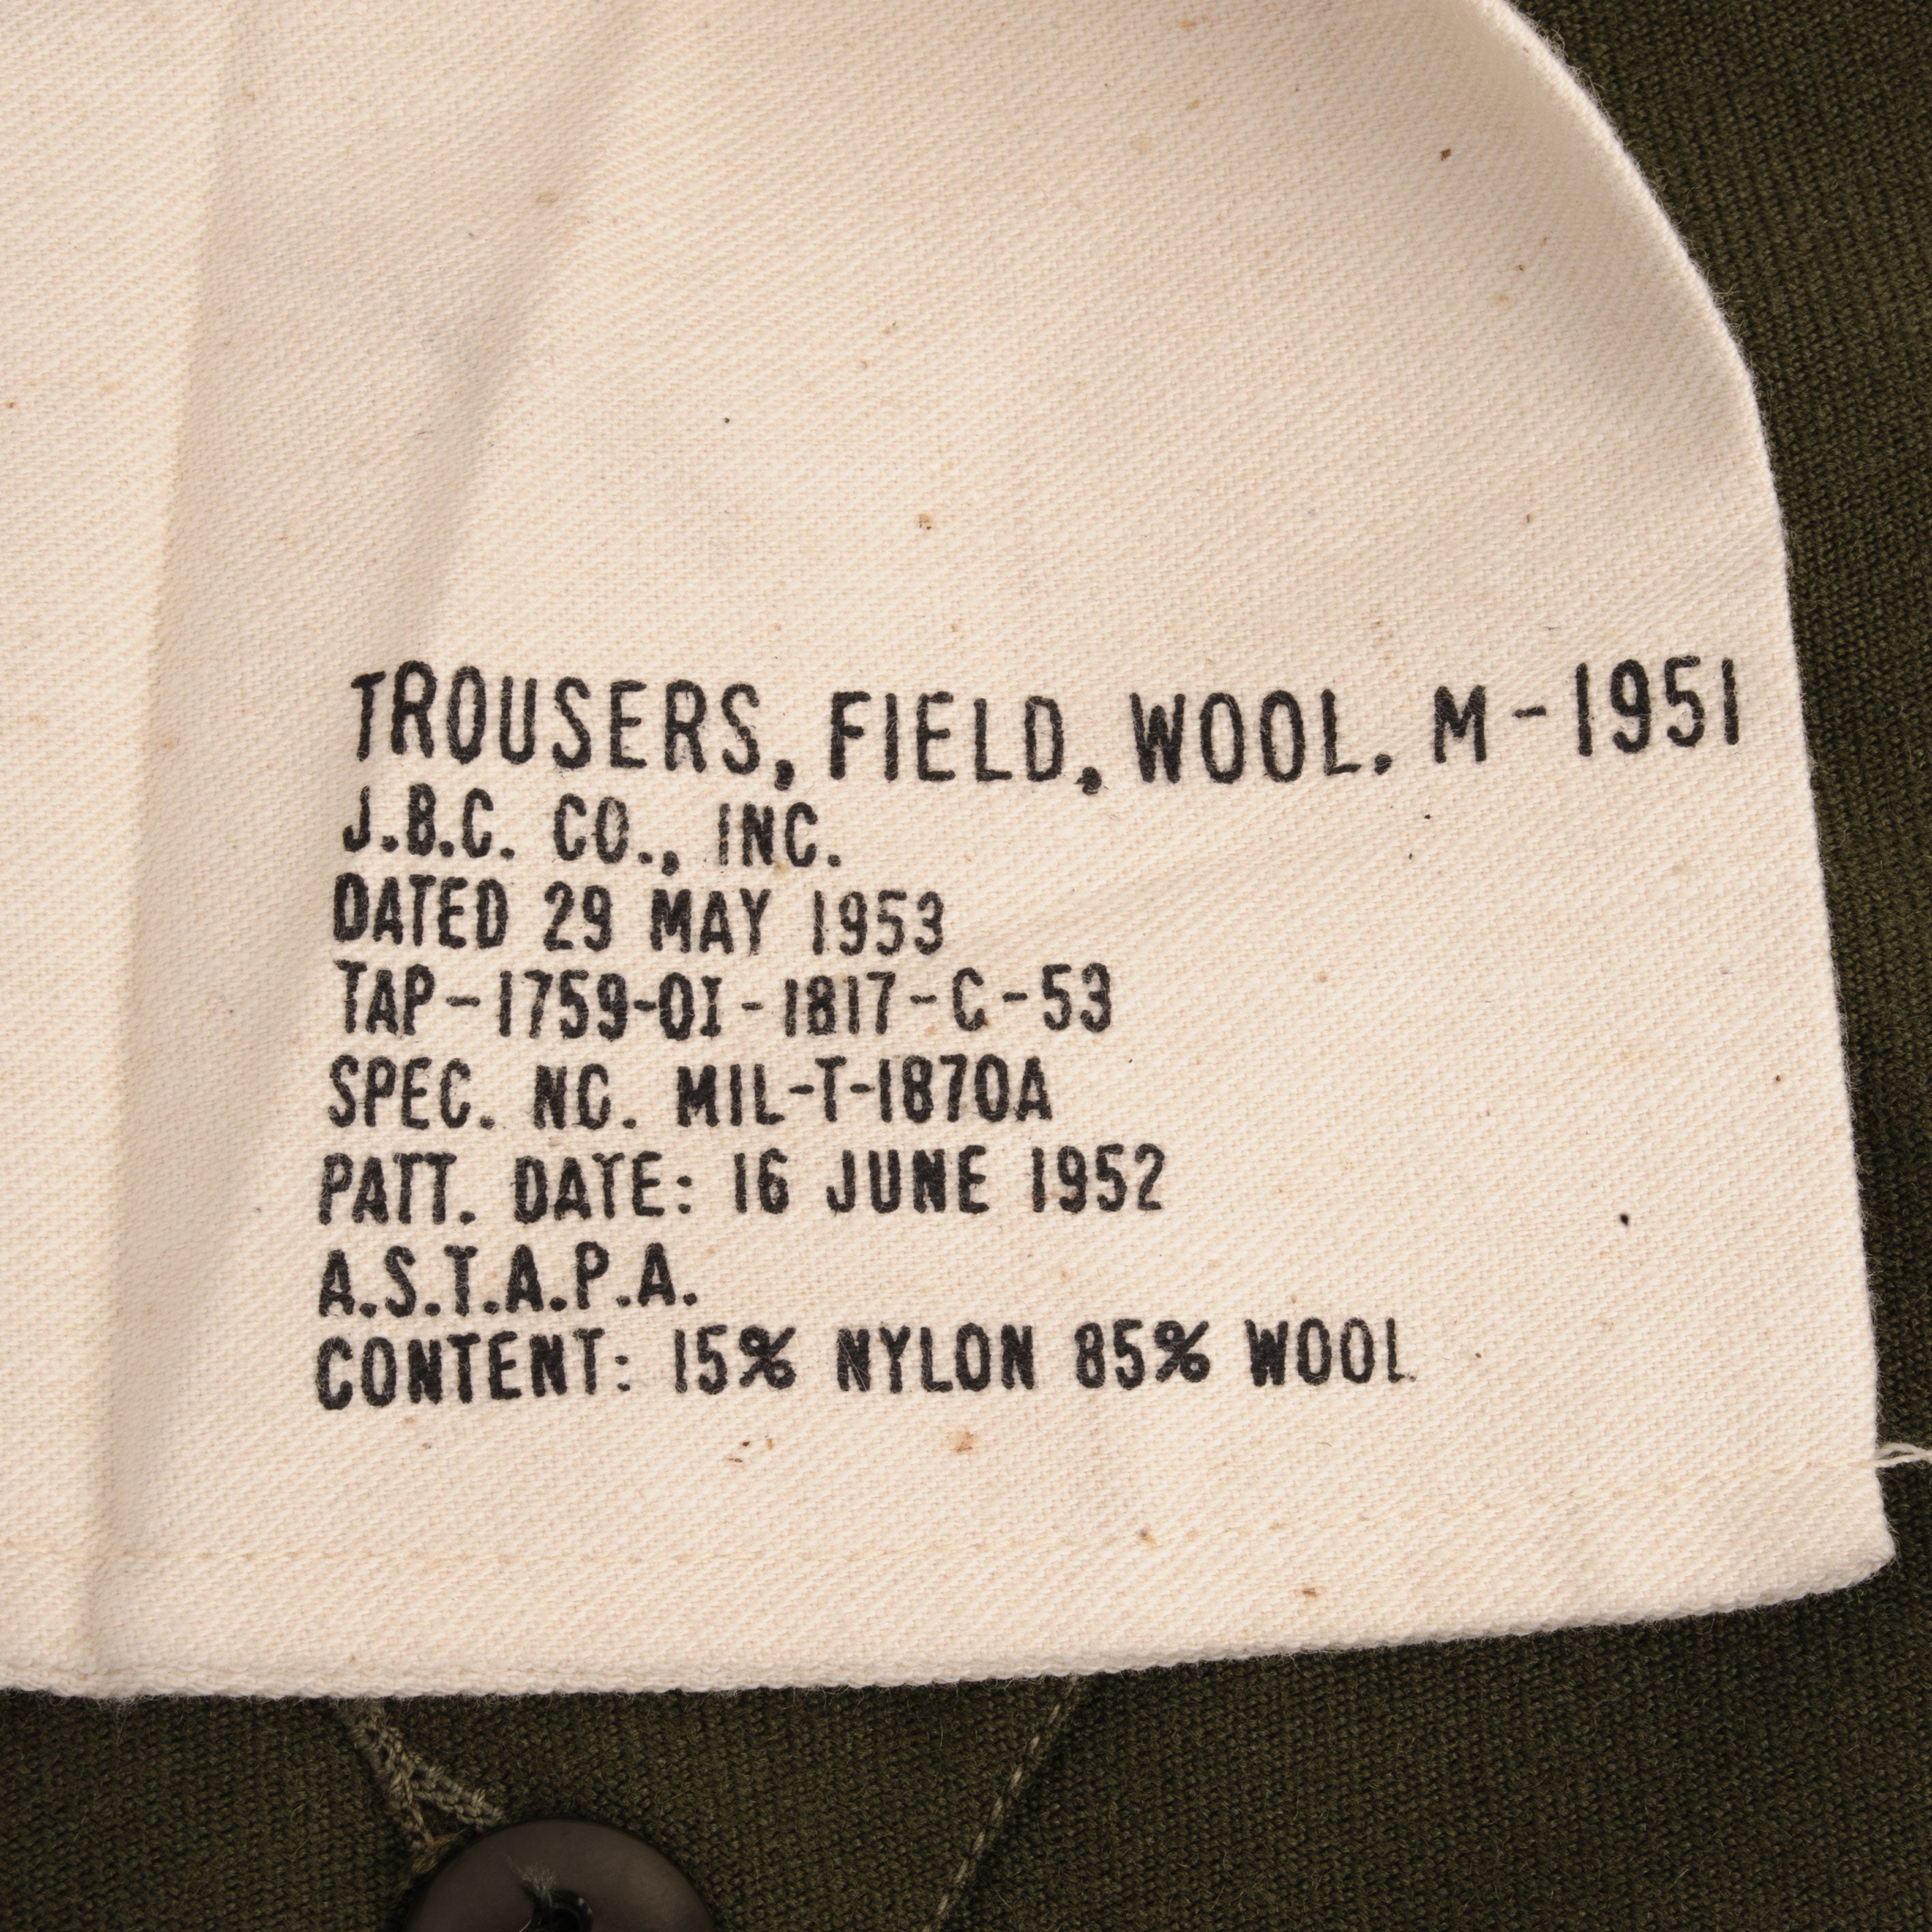 TROUSERS, FIELD, WOOL. M-1951
J.B.C. CO., INC.
DATED 29 MAY 1953
TAP-1759-OI-1817-C-53
SPEC. NO. MIL-T-1870A
PATT. DATE: 16 JUNE 1952
A.S.T.A.P.A.
CONTENT: 15% NYLON 85% WOOL